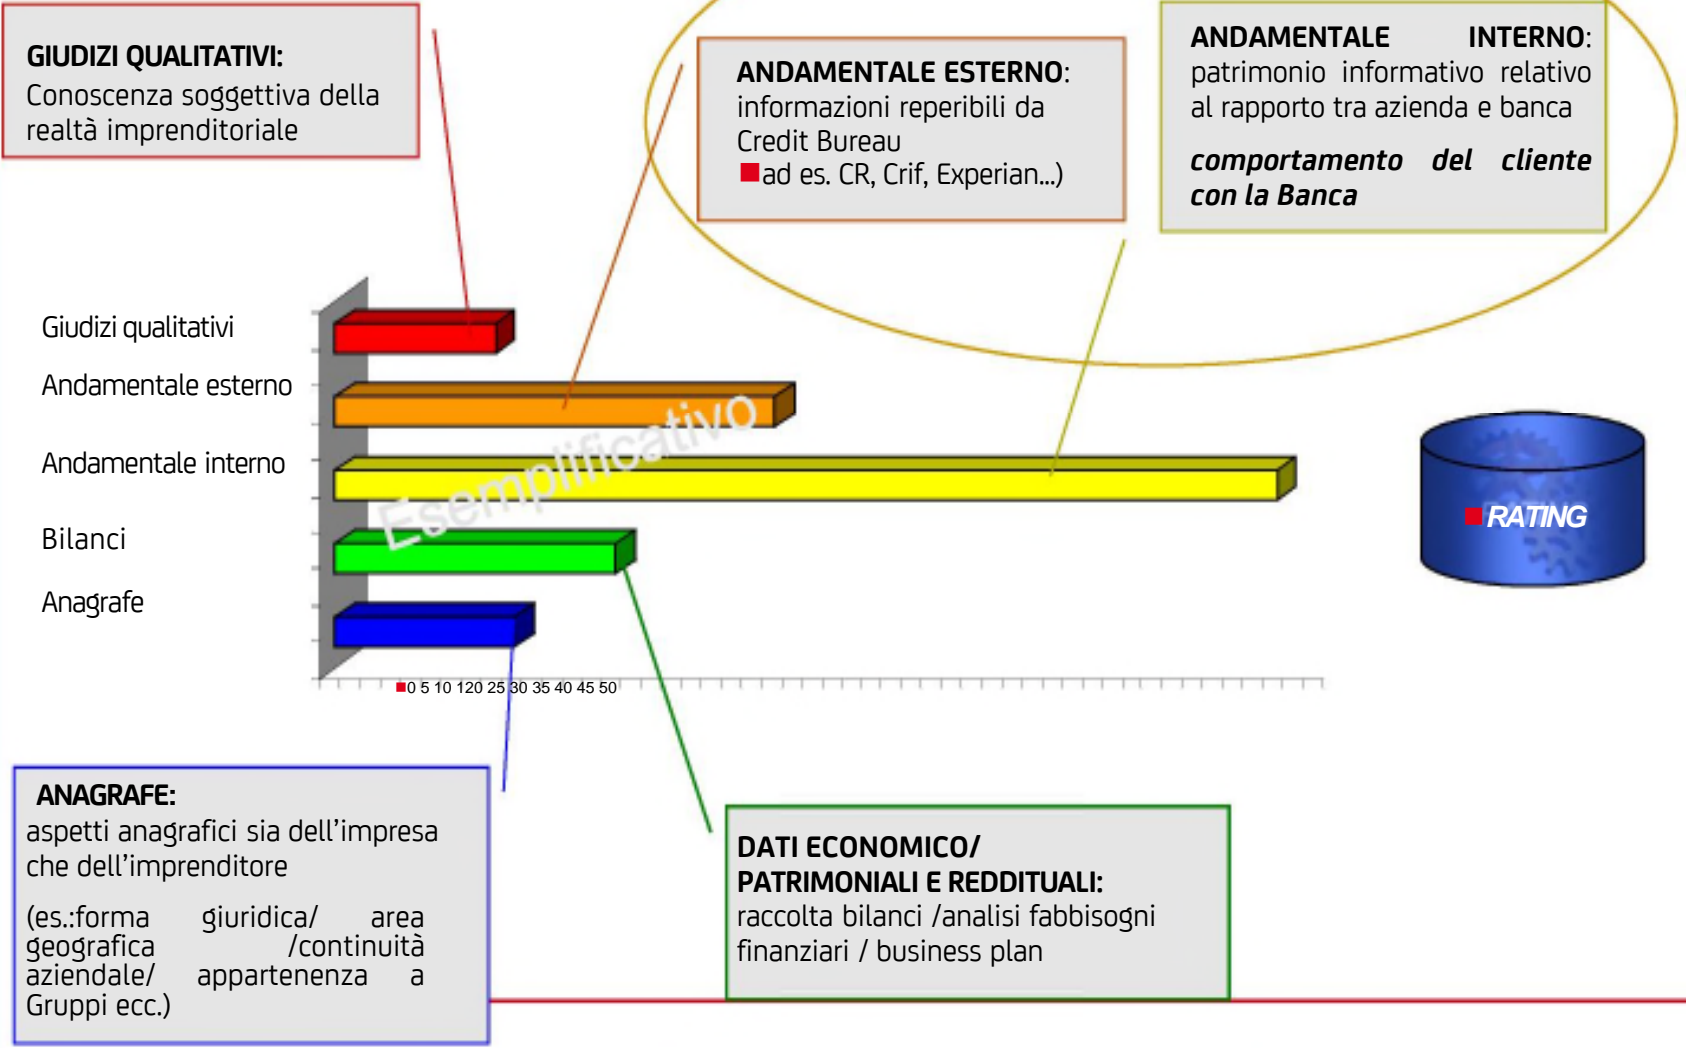 GIUDIZI QUALITATIVI:
Conoscenza soggettiva della
realtà imprenditoriale
ANDAMENTALE ESTERNO:
informazioni reperibili da
Credit Bureau
ad es. CR, Crif, Experian...)
ANDAMENTALE INTERNO:
patrimonio informativo relativo
al rapporto tra azienda e banca
comportamento del cliente
con la Banca
Giudizi qualitativi
Andamentale esterno
Andamentale interno
Bilanci
Anagrafe
Esemplificativo
RATING
0 5 10 120 25 30 35 40 45 50
ANAGRAFE:
aspetti anagrafici sia dell'impresa
che dell'imprenditore
(es.:forma giuridica/ area
geografica /continuità
aziendale/ appartenenza a
Gruppi ecc.)
DATI ECONOMICO/
PATRIMONIALI E REDDITUALI:
raccolta bilanci /analisi fabbisogni
finanziari / business plan